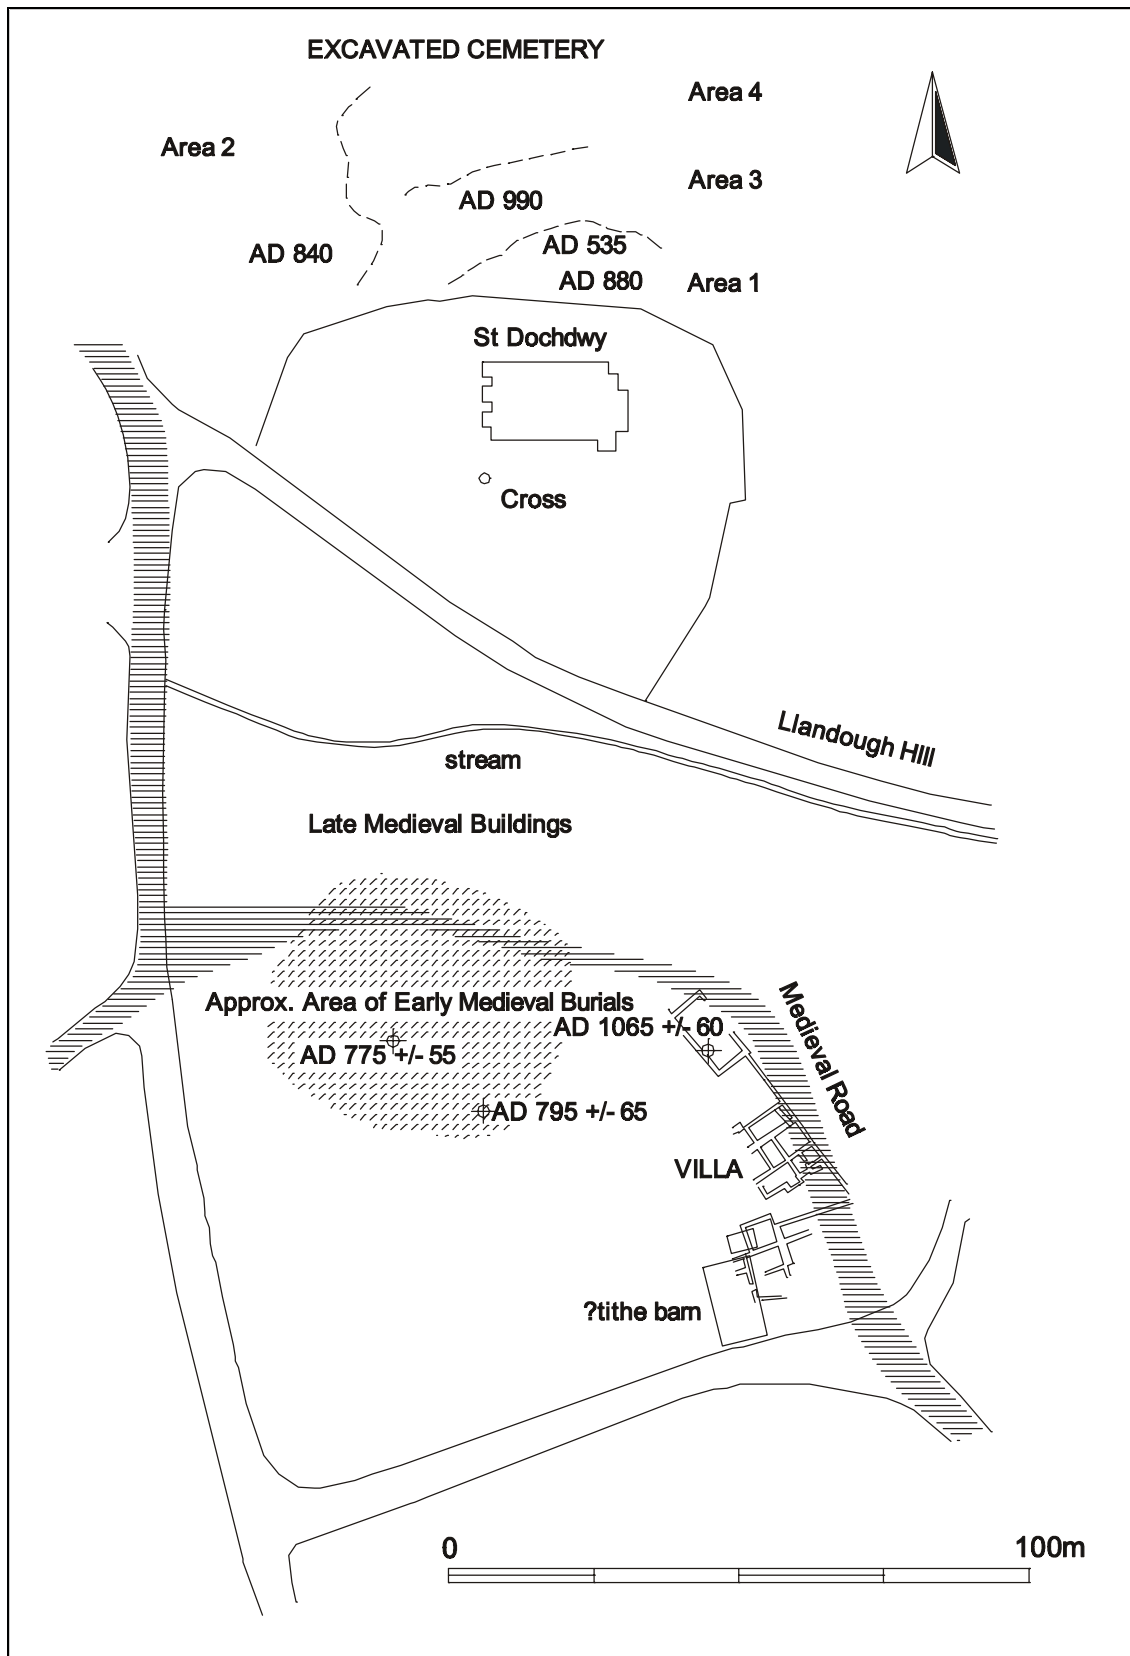 EXCAVATED CEMETERY
Area 4
Area 2
Area 3
AD 990
AD 535
AD 840
AD 880
Area 1
St Dochdwy
Cross
Llandough Hill
stream
Late Medieval Buildings
Approx. Area of Early Medieval Burials
Medieval Road
AD 1065 +/- 60
AD 775 +/- 55
AD 795 +/- 65
VILLA
?tithe barn
0
100m